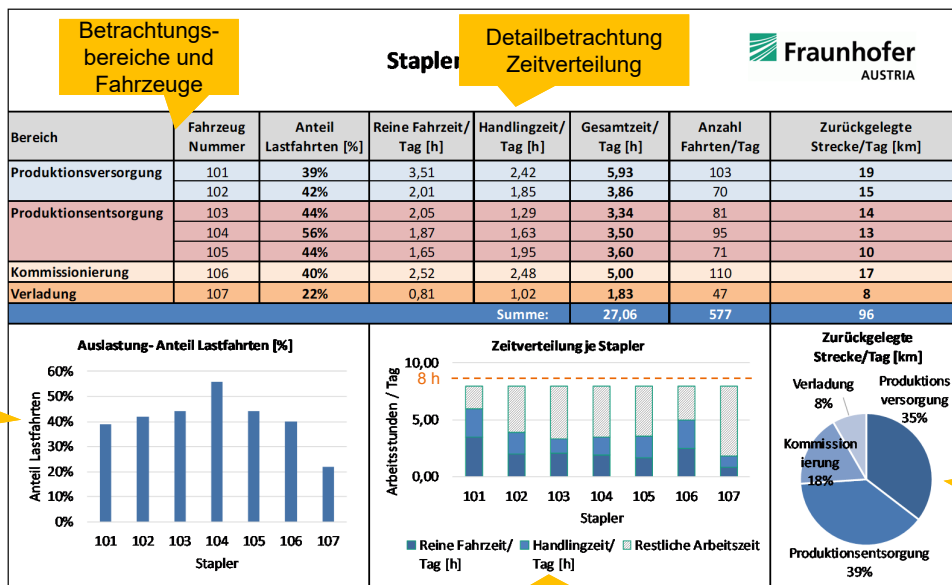 Betrachtungs-
bereiche und
Fahrzeuge
Stapler
Detailbetrachtung
Zeitverteilung
Fraunhofer
AUSTRIA
Bereich Fahrzeug Nummer Anteil Lastfahrten [%] Reine Fahrzeit/ Tag [h] Handlingzeit/ Tag [h] Gesamtzeit/ Tag [h] Anzahl Fahrten/Tag Zurückgelegte Strecke/Tag [km]
Produktionsversorgung 101 39% 3,51 2,42 5,93 103 19
102 42% 2,01 1,85 3,86 70 15
Produktionsentsorgung 103 44% 2,05 1,29 3,34 81 14
104 56% 1,87 1,63 3,50 95 13
105 44% 1,65 1,95 3,60 71 10
Kommissionierung 106 40% 2,52 2,48 5,00 110 17
Verladung 107 22% 0,81 1,02 1,83 47 8
Summe: 27,06 577 96
Auslastung- Anteil Lastfahrten [%]
Anteil Lastfahrten
60%
50%
40%
30%
20%
10%
0%
101 102 103 104 105 106 107
Stapler
Zeitverteilung je Stapler
Arbeitsstunden / Tag
10,00
8 h
5,00
0,00
101 102 103 104 105 106 107
Stapler
Reine Fahrzeit/ Tag [h]
Handlingzeit/ Tag [h]
Restliche Arbeitszeit
Zurückgelegte
Strecke/Tag [km]
Verladung
8%
Produktions
versorgung
35%
Kommission
ierung
18%
Produktionsentsorgung
39%